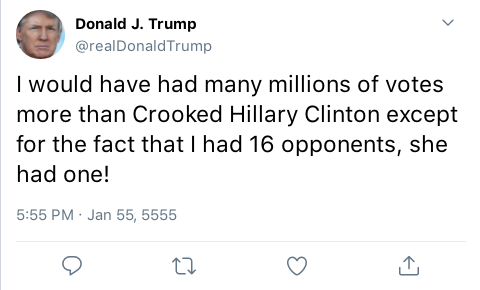 Donald J. Trump
@realDonaldTrump
I would have had many millions of votes
more than Crooked Hillary Clinton except
for the fact that I had 16 opponents, she
had one!
5:55 PM · Jan 55, 5555